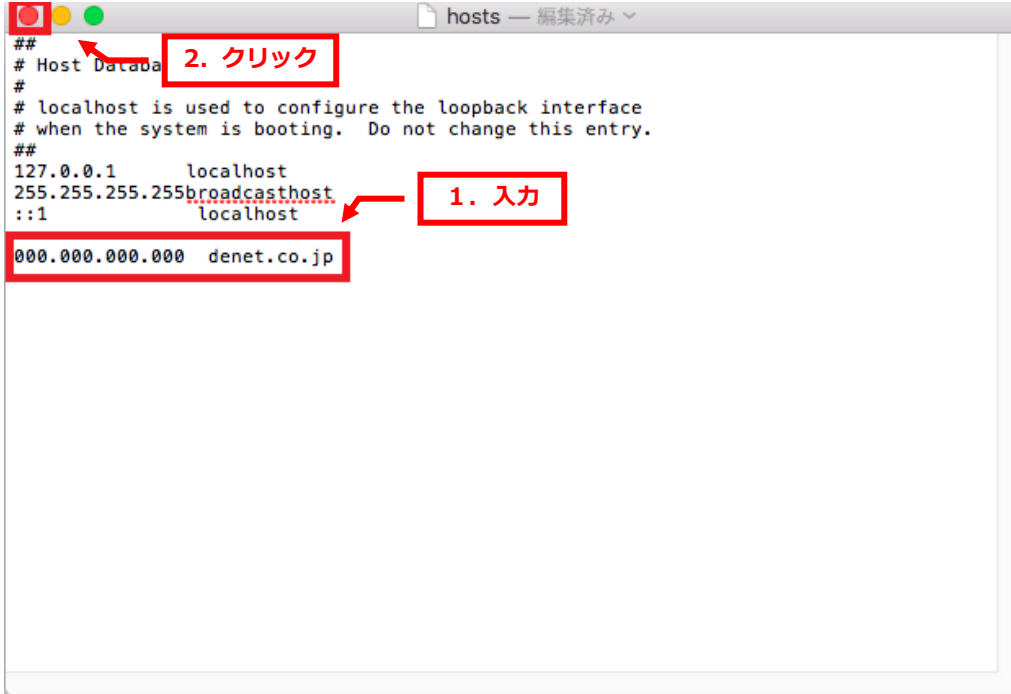 hosts — 編集済み
##
# Host Databa
2. クリック
#
# localhost is used to configure the loopback interface
# when the system is booting.  Do not change this entry.
##
127.0.0.1      localhost
255.255.255.255broadcasthost
::1             localhost
1. 入力
000.000.000.000  denet.co.jp